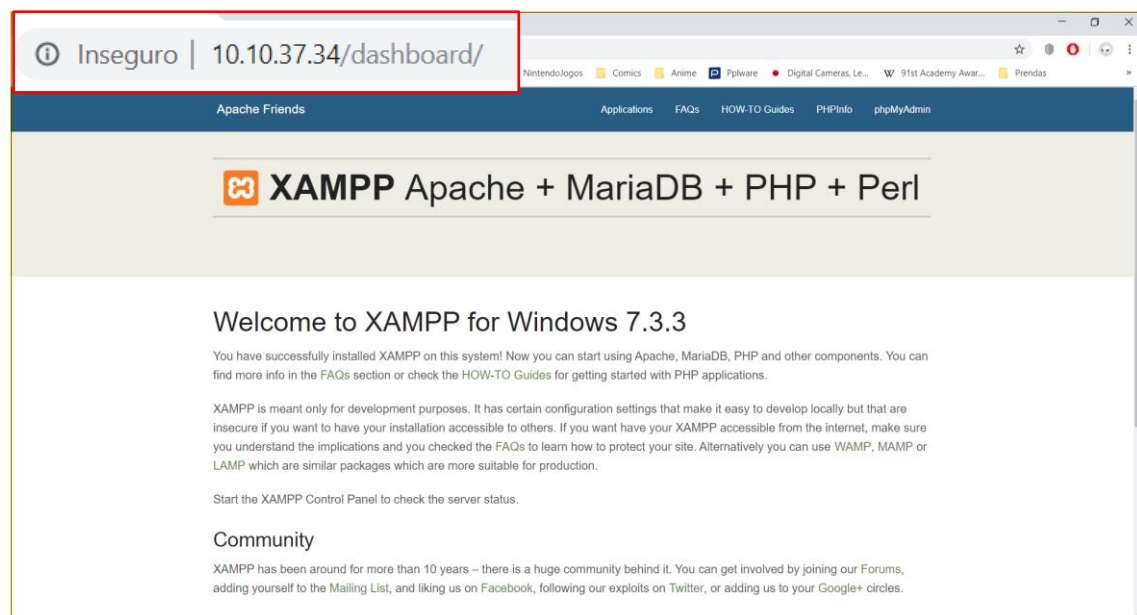 Inseguro | 10.10.37.34/dashboard/
NintendoJogos Comics Anime Pplware Digital Cameras, Le... W 91st Academy Awar... Prendas »
Apache Friends Applications FAQs HOW-TO Guides PHPInfo phpMyAdmin
XAMPP Apache + MariaDB + PHP + Perl
Welcome to XAMPP for Windows 7.3.3
You have successfully installed XAMPP on this system! Now you can start using Apache, MariaDB, PHP and other components. You can
find more info in the FAQs section or check the HOW-TO Guides for getting started with PHP applications.
XAMPP is meant only for development purposes. It has certain configuration settings that make it easy to develop locally but that are
insecure if you want to have your installation accessible to others. If you want have your XAMPP accessible from the internet, make sure
you understand the implications and you checked the FAQs to learn how to protect your site. Alternatively you can use WAMP, MAMP or
LAMP which are similar packages which are more suitable for production.
Start the XAMPP Control Panel to check the server status.
Community
XAMPP has been around for more than 10 years – there is a huge community behind it. You can get involved by joining our Forums,
adding yourself to the Mailing List, and liking us on Facebook, following our exploits on Twitter, or adding us to your Google+ circles.